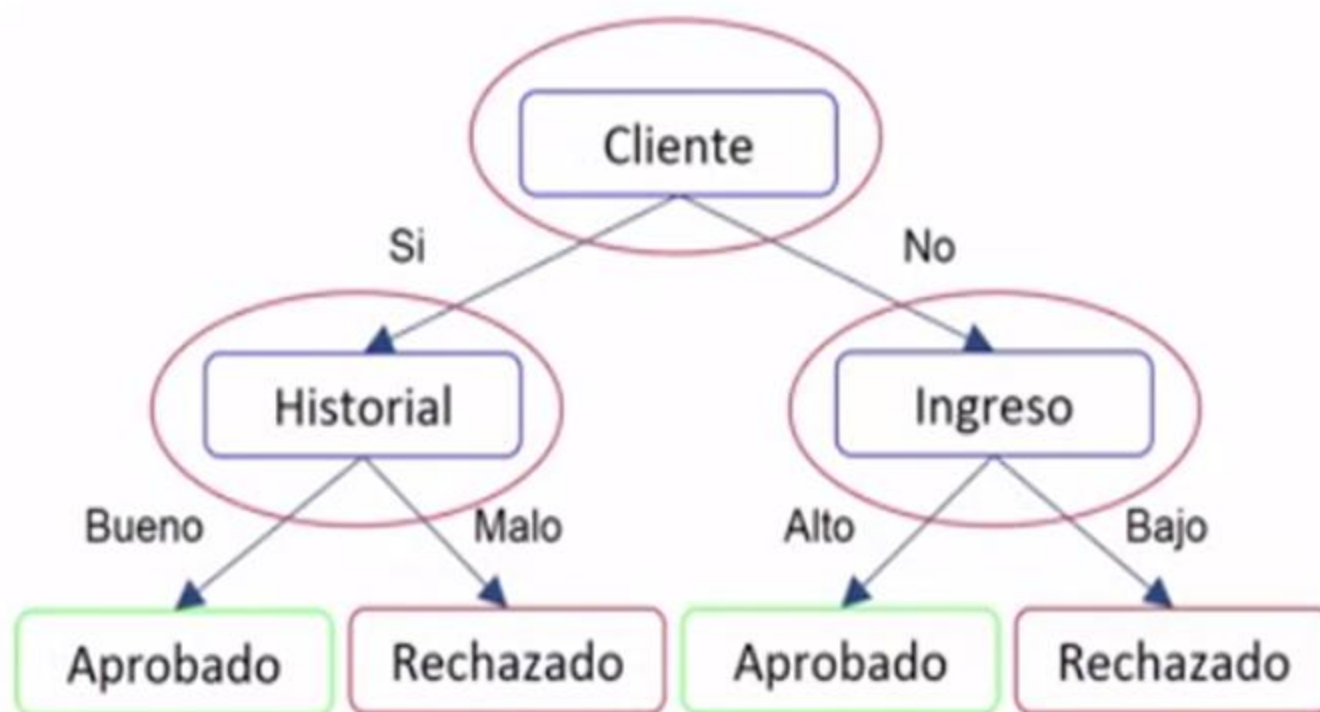 Cliente
Si
No
Historial
Ingreso
Bueno
Malo
Alto
Bajo
Aprobado
Rechazado
Aprobado
Rechazado